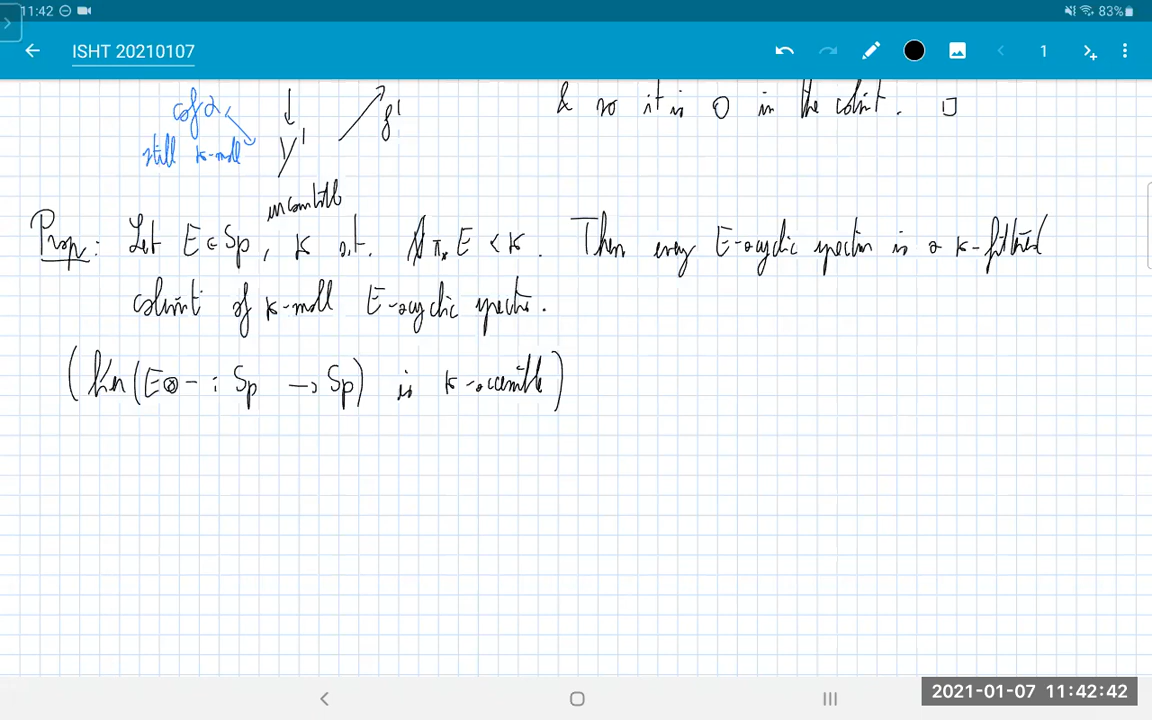 11:42
83%
ISHT 20210107
1
cof α
still κ-small
Y'
f'
& so it is 0 in the colimit. □
uncountable
Prop: Let E ∈ Sp, κ s.t. # π⁎ E < κ. Then every E-acyclic spectrum is a κ-filtered
colimit of κ-small E-acyclic spectra.
(ker(E⊗- : Sp → Sp) is κ-accessible)
2021-01-07 11:42:42